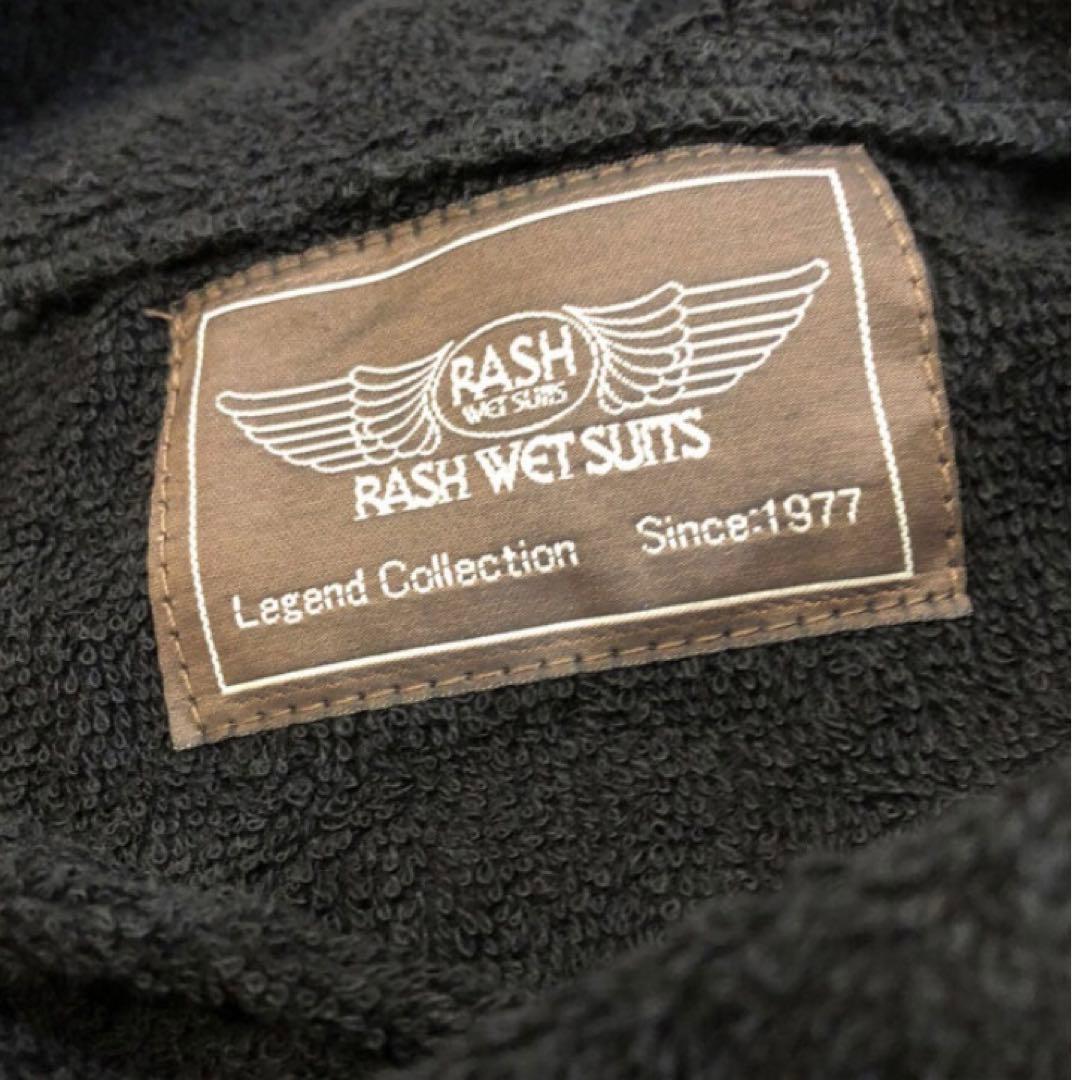 RASH
WET SUITS
RASH WET SUITS
Legend Collection Since:1977